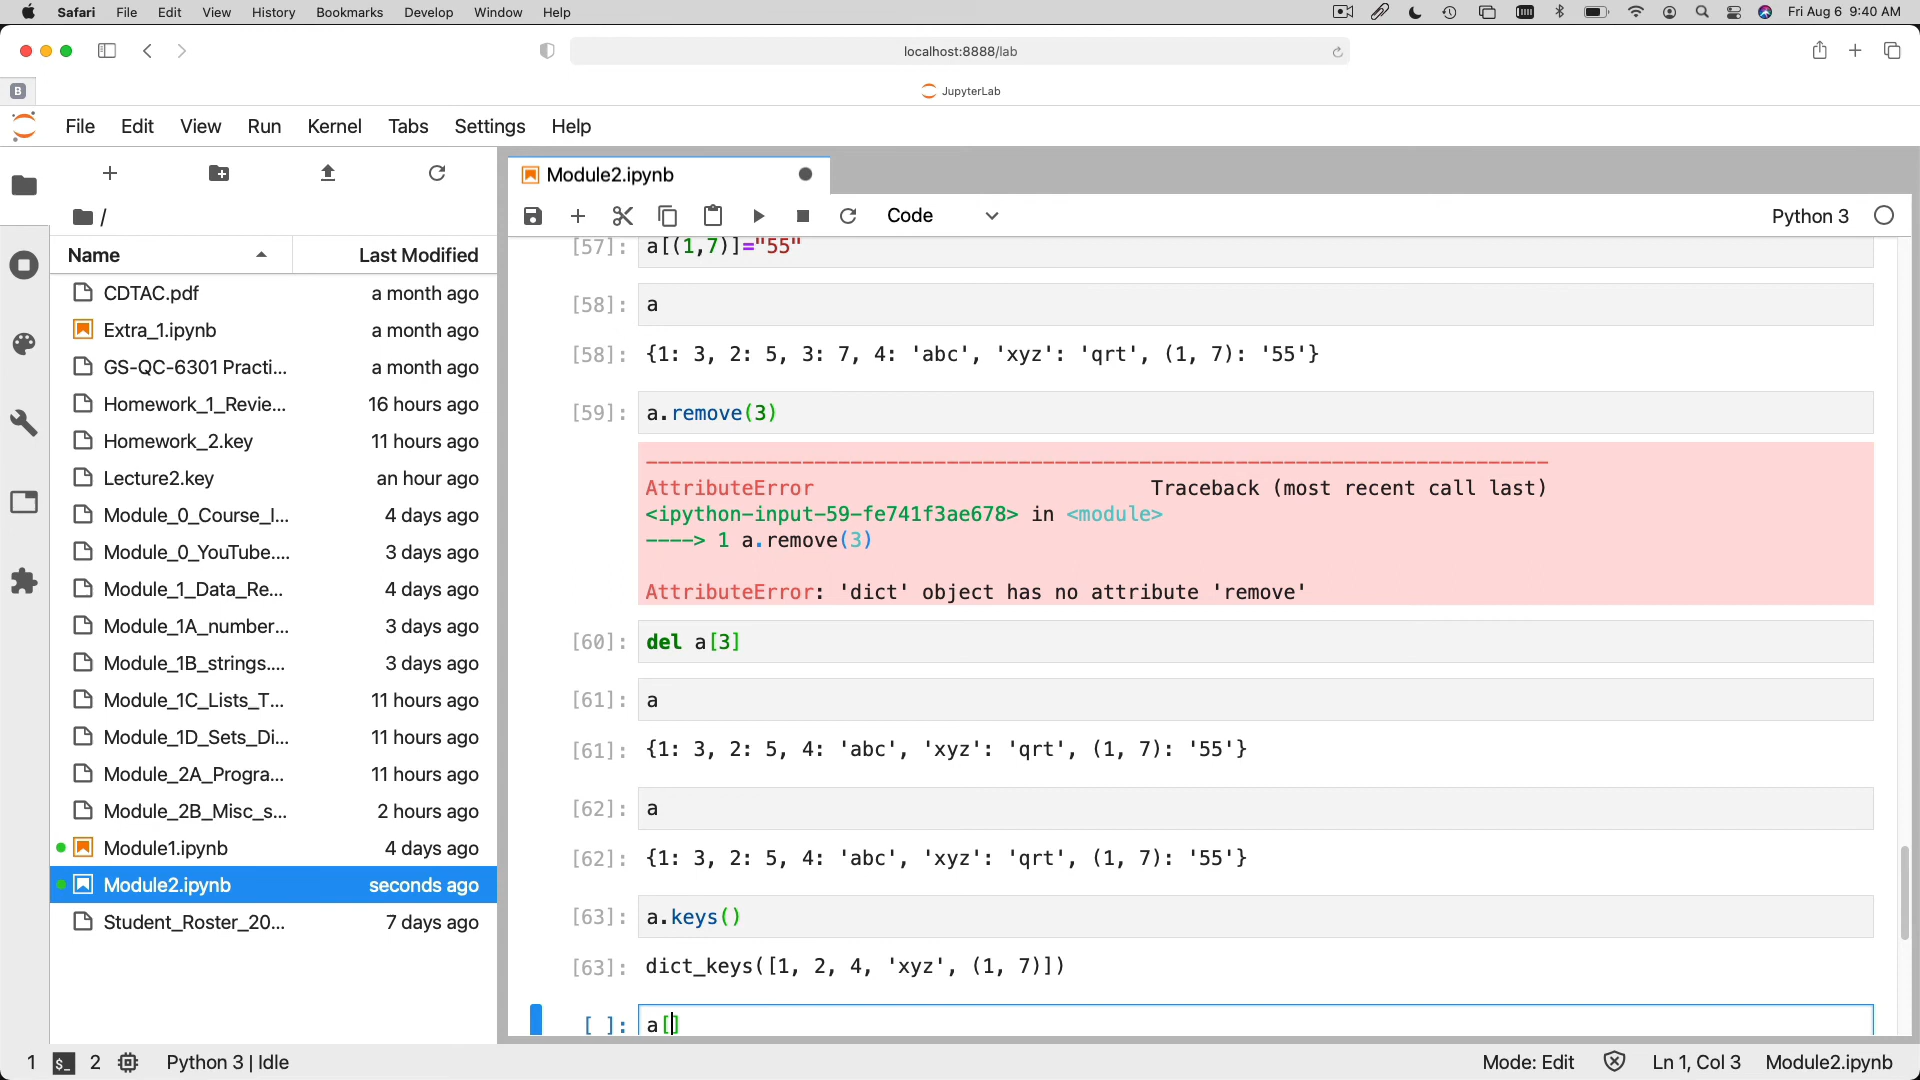 Safari File Edit View History Bookmarks Develop Window Help Fri Aug 6 9:40 AM
localhost:8888/lab
B JupyterLab
File Edit View Run Kernel Tabs Settings Help
Module2.ipynb
/
Code Python 3
Name Last Modified
CDTAC.pdf a month ago
Extra_1.ipynb a month ago
GS-QC-6301 Practi... a month ago
Homework_1_Revie... 16 hours ago
Homework_2.key 11 hours ago
Lecture2.key an hour ago
Module_0_Course_I... 4 days ago
Module_0_YouTube.... 3 days ago
Module_1_Data_Re... 4 days ago
Module_1A_number... 3 days ago
Module_1B_strings.... 3 days ago
Module_1C_Lists_T... 11 hours ago
Module_1D_Sets_Di... 11 hours ago
Module_2A_Progra... 11 hours ago
Module_2B_Misc_s... 2 hours ago
Module1.ipynb 4 days ago
Module2.ipynb seconds ago
Student_Roster_20... 7 days ago
[57]: a[(1,7)]="55"
[58]: a
[58]: {1: 3, 2: 5, 3: 7, 4: 'abc', 'xyz': 'qrt', (1, 7): '55'}
[59]: a.remove(3)
---------------------------------------------------------------------------
AttributeError Traceback (most recent call last)
<ipython-input-59-fe741f3ae678> in <module>
----> 1 a.remove(3)
AttributeError: 'dict' object has no attribute 'remove'
[60]: del a[3]
[61]: a
[61]: {1: 3, 2: 5, 4: 'abc', 'xyz': 'qrt', (1, 7): '55'}
[62]: a
[62]: {1: 3, 2: 5, 4: 'abc', 'xyz': 'qrt', (1, 7): '55'}
[63]: a.keys()
[63]: dict_keys([1, 2, 4, 'xyz', (1, 7)])
[ ]: a[]
1 $_ 2 Python 3 | Idle Mode: Edit Ln 1, Col 3 Module2.ipynb